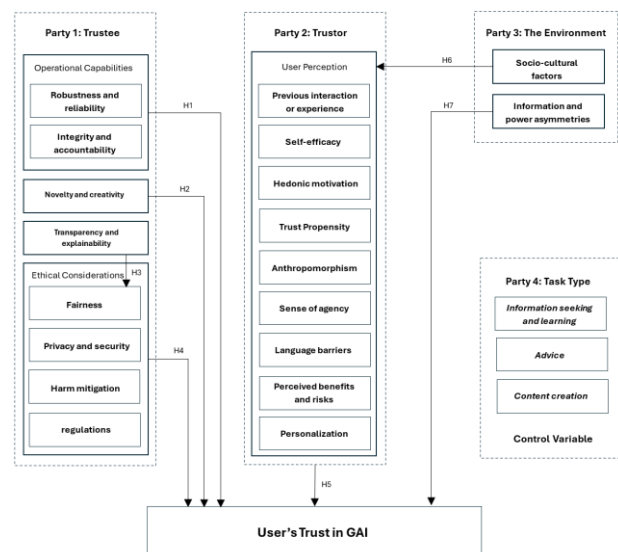 Party 1: Trustee
Operational Capabilities
Robustness and
reliability
Integrity and
accountability
Novelty and creativity
Transparency and
explainability
Ethical Considerations
Fairness
Privacy and security
Harm mitigation
regulations
H1
H2
H3
H4
Party 2: Trustor
User Perception
Previous interaction
or experience
Self-efficacy
Hedonic motivation
Trust Propensity
Anthropomorphism
Sense of agency
Language barriers
Perceived benefits
and risks
Personalization
H5
Party 3: The Environment
Socio-cultural
factors
Information and
power asymmetries
H6
H7
Party 4: Task Type
Information seeking
and learning
Advice
Content creation
Control Variable
User's Trust in GAI